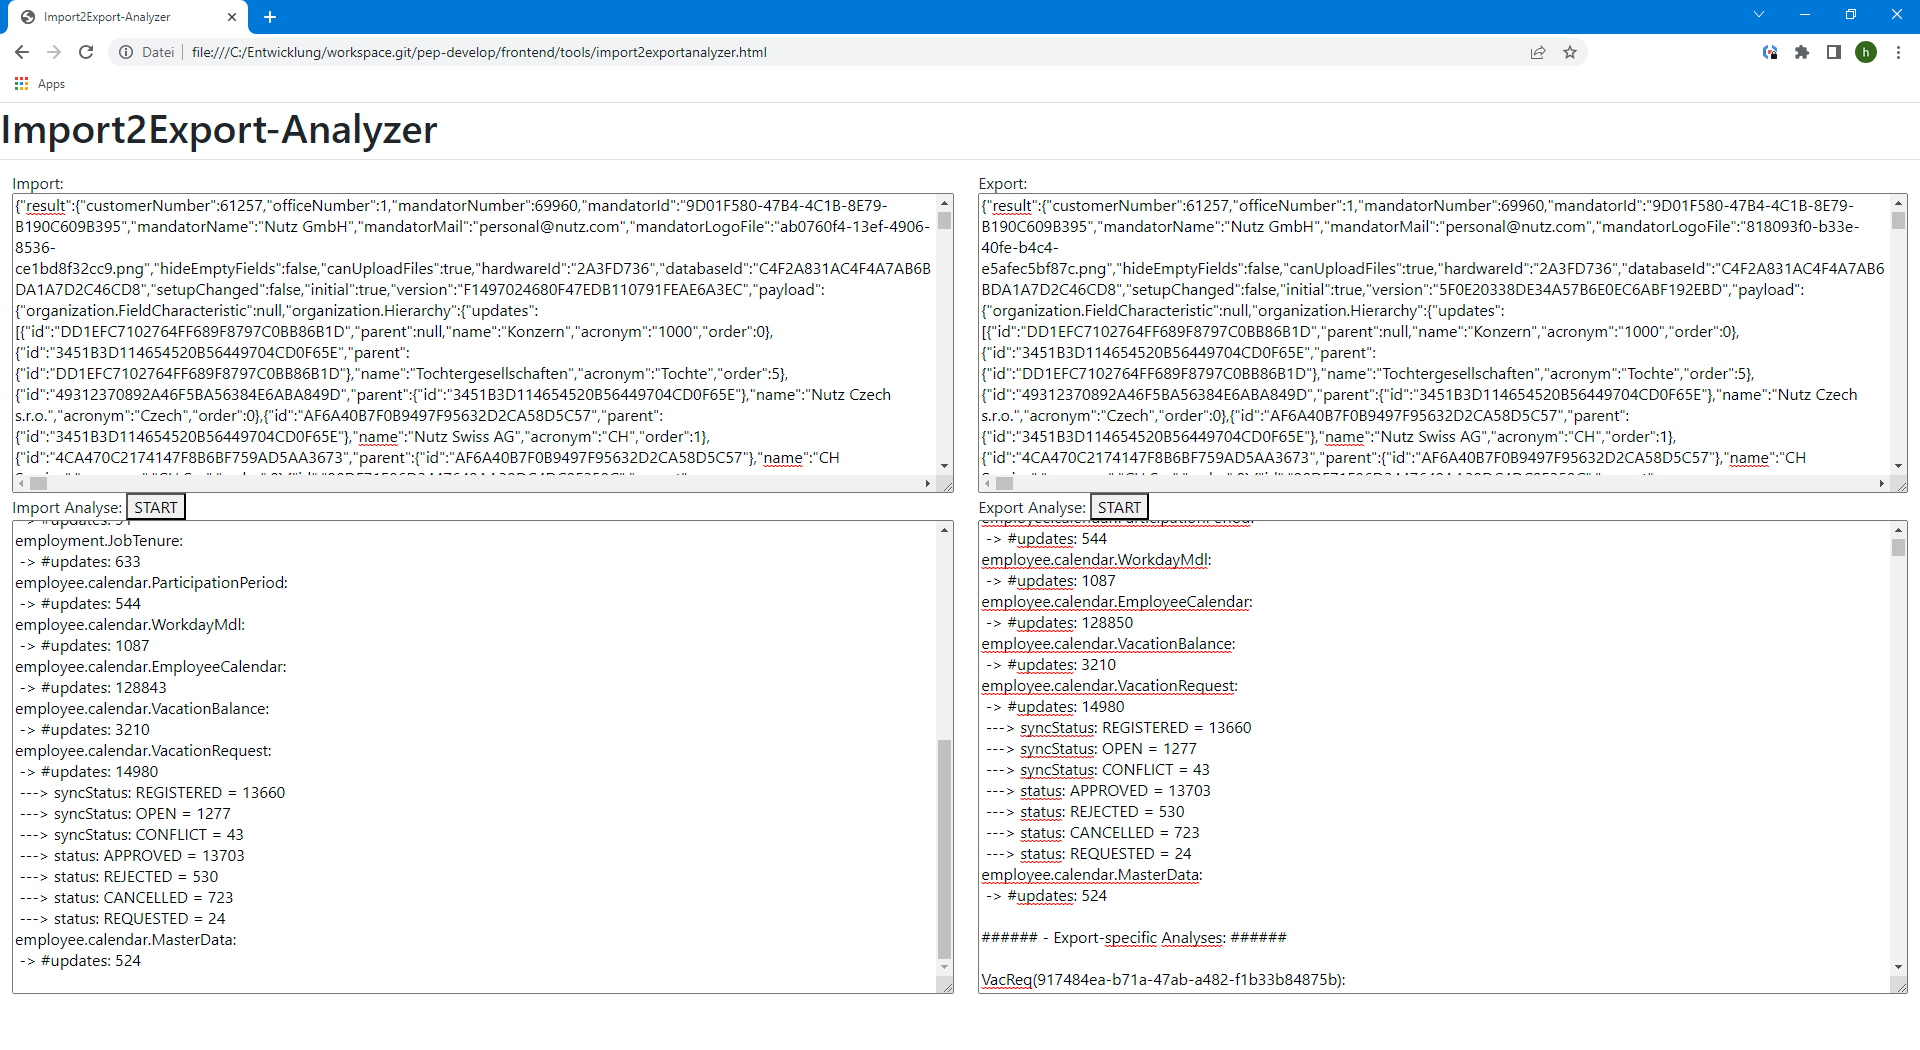 Import2Export-Analyzer
Datei
file:///C:/Entwicklung/workspace.git/pep-develop/frontend/tools/import2exportanalyzer.html
h
Apps
Import2Export-Analyzer
Import:
{"result":{"customerNumber":61257,"officeNumber":1,"mandatorNumber":69960,"mandatorId":"9D01F580-47B4-4C1B-8E79-
B190C609B395","mandatorName":"Nutz GmbH","mandatorMail":"personal@nutz.com","mandatorLogoFile":"ab0760f4-13ef-4906-
8536-
ce1bd8f32cc9.png","hideEmptyFields":false,"canUploadFiles":true,"hardwareId":"2A3FD736","databaseId":"C4F2A831AC4F4A7AB6B
DA1A7D2C46CD8","setupChanged":false,"initial":true,"version":"F1497024680F47EDB110791FEAE6A3EC","payload":
{"organization.FieldCharacteristic":null,"organization.Hierarchy":{"updates":
[{"id":"DD1EFC7102764FF689F8797C0BB86B1D","parent":null,"name":"Konzern","acronym":"1000","order":0},
{"id":"3451B3D114654520B56449704CD0F65E","parent":
{"id":"DD1EFC7102764FF689F8797C0BB86B1D"},"name":"Tochtergesellschaften","acronym":"Tochte","order":5},
{"id":"49312370892A46F5BA56384E6ABA849D","parent":{"id":"3451B3D114654520B56449704CD0F65E"},"name":"Nutz Czech
s.r.o.","acronym":"Czech","order":0},{"id":"AF6A40B7F0B9497F95632D2CA58D5C57","parent":
{"id":"3451B3D114654520B56449704CD0F65E"},"name":"Nutz Swiss AG","acronym":"CH","order":1},
{"id":"4CA470C2174147F8B6BF759AD5AA3673","parent":{"id":"AF6A40B7F0B9497F95632D2CA58D5C57"},"name":"CH
Export:
{"result":{"customerNumber":61257,"officeNumber":1,"mandatorNumber":69960,"mandatorId":"9D01F580-47B4-4C1B-8E79-
B190C609B395","mandatorName":"Nutz GmbH","mandatorMail":"personal@nutz.com","mandatorLogoFile":"818093f0-b33e-
40fe-b4c4-
e5afec5bf87c.png","hideEmptyFields":false,"canUploadFiles":true,"hardwareId":"2A3FD736","databaseId":"C4F2A831AC4F4A7AB6
BDA1A7D2C46CD8","setupChanged":false,"initial":true,"version":"5F0E20338DE34A57B6E0EC6ABF192EBD","payload":
{"organization.FieldCharacteristic":null,"organization.Hierarchy":{"updates":
[{"id":"DD1EFC7102764FF689F8797C0BB86B1D","parent":null,"name":"Konzern","acronym":"1000","order":0},
{"id":"3451B3D114654520B56449704CD0F65E","parent":
{"id":"DD1EFC7102764FF689F8797C0BB86B1D"},"name":"Tochtergesellschaften","acronym":"Tochte","order":5},
{"id":"49312370892A46F5BA56384E6ABA849D","parent":{"id":"3451B3D114654520B56449704CD0F65E"},"name":"Nutz Czech
s.r.o.","acronym":"Czech","order":0},{"id":"AF6A40B7F0B9497F95632D2CA58D5C57","parent":
{"id":"3451B3D114654520B56449704CD0F65E"},"name":"Nutz Swiss AG","acronym":"CH","order":1},
{"id":"4CA470C2174147F8B6BF759AD5AA3673","parent":{"id":"AF6A40B7F0B9497F95632D2CA58D5C57"},"name":"CH
Import Analyse: START
employment.JobTenure:
-> #updates: 633
employee.calendar.ParticipationPeriod:
-> #updates: 544
employee.calendar.WorkdayMdl:
-> #updates: 1087
employee.calendar.EmployeeCalendar:
-> #updates: 128843
employee.calendar.VacationBalance:
-> #updates: 3210
employee.calendar.VacationRequest:
-> #updates: 14980
---> syncStatus: REGISTERED = 13660
---> syncStatus: OPEN = 1277
---> syncStatus: CONFLICT = 43
---> status: APPROVED = 13703
---> status: REJECTED = 530
---> status: CANCELLED = 723
---> status: REQUESTED = 24
employee.calendar.MasterData:
-> #updates: 524
Export Analyse: START
employee.calendar.ParticipationPeriod:
-> #updates: 544
employee.calendar.WorkdayMdl:
-> #updates: 1087
employee.calendar.EmployeeCalendar:
-> #updates: 128850
employee.calendar.VacationBalance:
-> #updates: 3210
employee.calendar.VacationRequest:
-> #updates: 14980
---> syncStatus: REGISTERED = 13660
---> syncStatus: OPEN = 1277
---> syncStatus: CONFLICT = 43
---> status: APPROVED = 13703
---> status: REJECTED = 530
---> status: CANCELLED = 723
---> status: REQUESTED = 24
employee.calendar.MasterData:
-> #updates: 524
###### - Export-specific Analyses: ######
VacReq(917484ea-b71a-47ab-a482-f1b33b84875b):